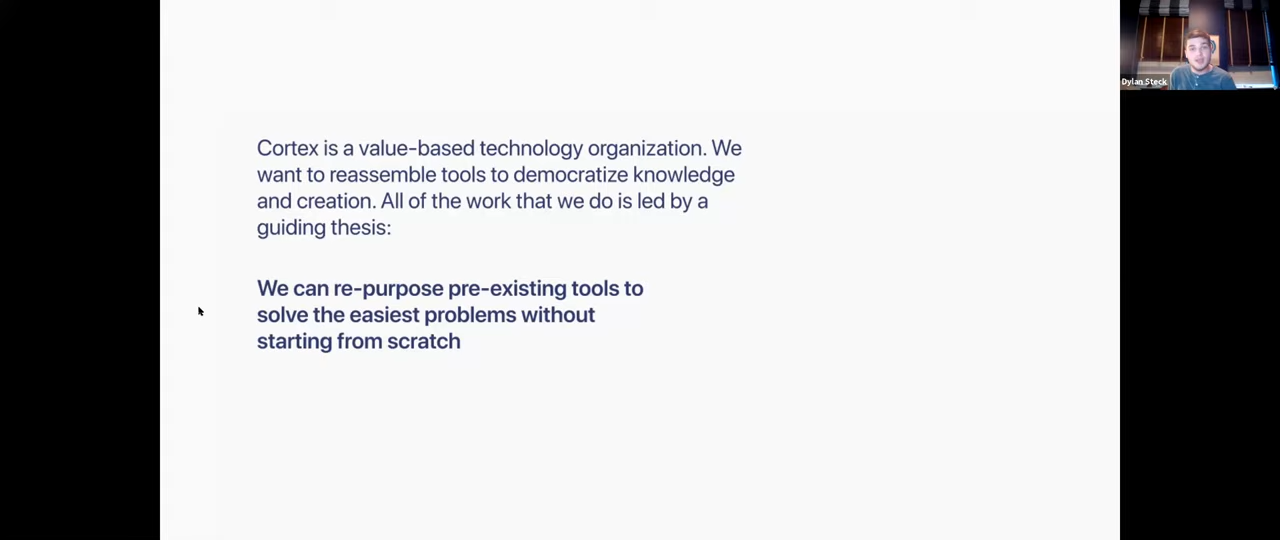 Cortex is a value-based technology organization. We
want to reassemble tools to democratize knowledge
and creation. All of the work that we do is led by a
guiding thesis:
We can re-purpose pre-existing tools to
solve the easiest problems without
starting from scratch
Dylan Steck